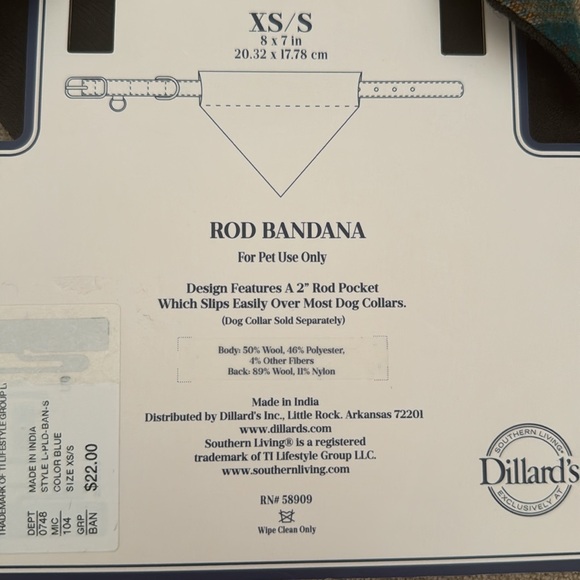 XS/S
8 x 7 in
20.32 x 17.78 cm
ROD BANDANA
For Pet Use Only
Design Features A 2" Rod Pocket
Which Slips Easily Over Most Dog Collars.
(Dog Collar Sold Separately)
Body: 50% Wool, 46% Polyester,
4% Other Fibers
Back: 89% Wool, 11% Nylon
Made in India
Distributed by Dillard's Inc., Little Rock. Arkansas 72201
www.dillards.com
Southern Living® is a registered
trademark of TI Lifestyle Group LLC.
www.southernliving.com
RN# 58909
Wipe Clean Only
SOUTHERN LIVING
Dillard's
EXCLUSIVELY AT
TRADEMARK OF TI LIFESTYLE GROUP L
DEPT MADE IN INDIA
0748 STYLE L-PLD-BAN-S
MIC COLOR BLUE
104 SIZE XS/S
GRP
BAN $22.00